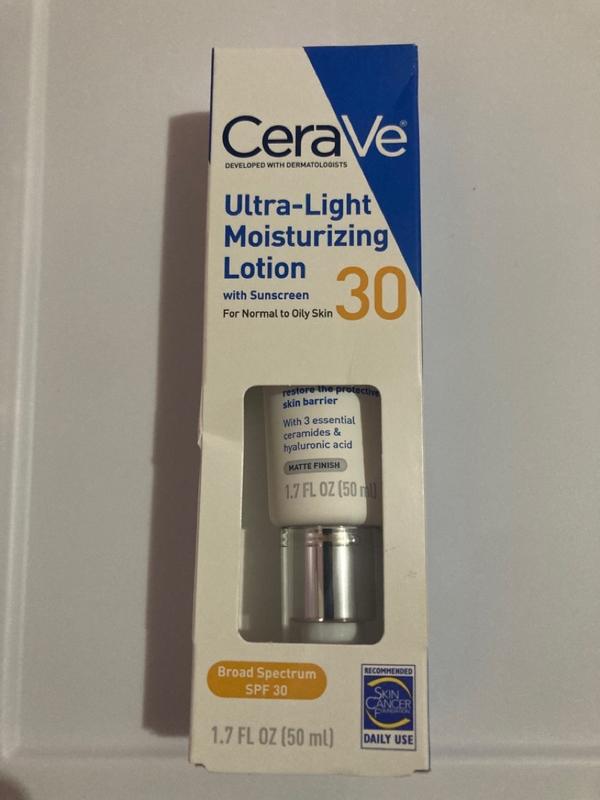 CeraVe®
DEVELOPED WITH DERMATOLOGISTS
Ultra-Light
Moisturizing
Lotion
30
with Sunscreen
For Normal to Oily Skin
restore the protective
skin barrier
With 3 essential
ceramides &
hyaluronic acid
MATTE FINISH
1.7 FL OZ (50 ml)
Broad Spectrum
SPF 30
1.7 FL OZ (50 ml)
RECOMMENDED
SKIN
CANCER
FOUNDATION
DAILY USE